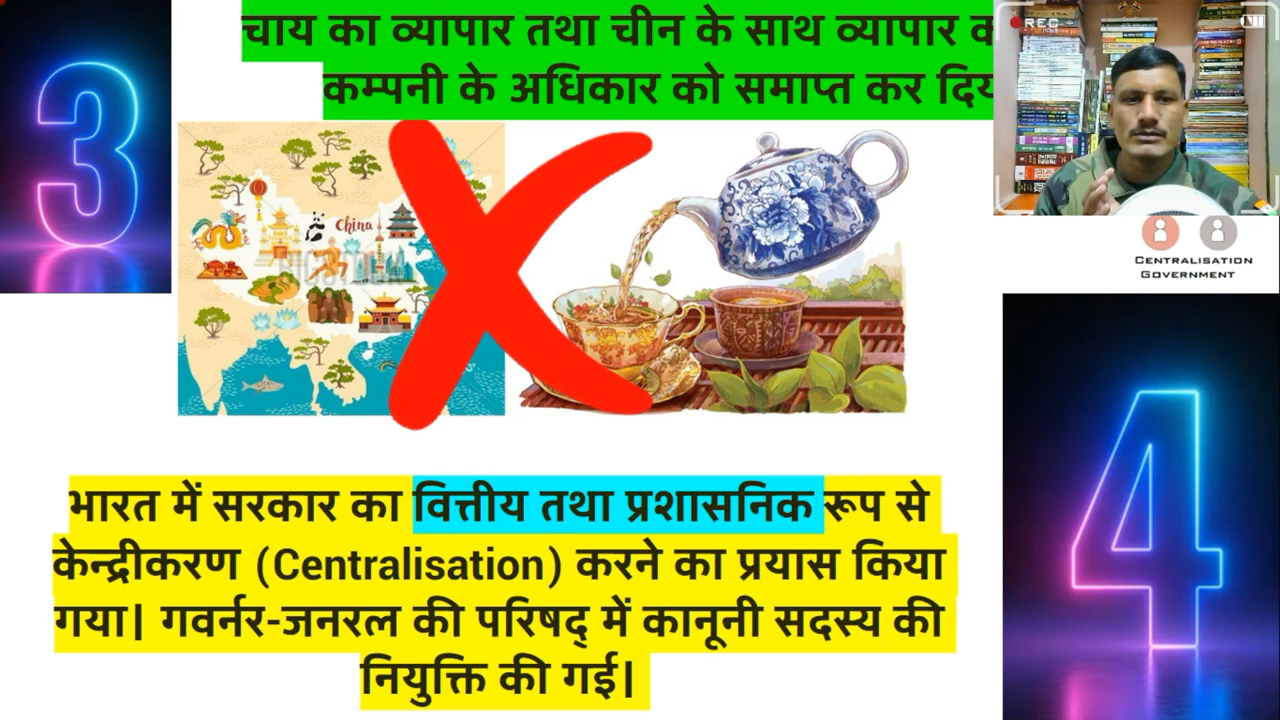 3
चाय का व्यापार तथा चीन के साथ व्यापार
कम्पनी के अधिकार को समाप्त कर
REC
China
CENTRALISATION
GOVERNMENT
4
भारत में सरकार का वित्तीय तथा प्रशासनिक रूप से
केन्द्रीकरण (Centralisation) करने का प्रयास किया
गया| गवर्नर-जनरल की परिषद् में कानूनी सदस्य की
नियुक्ति की गई|